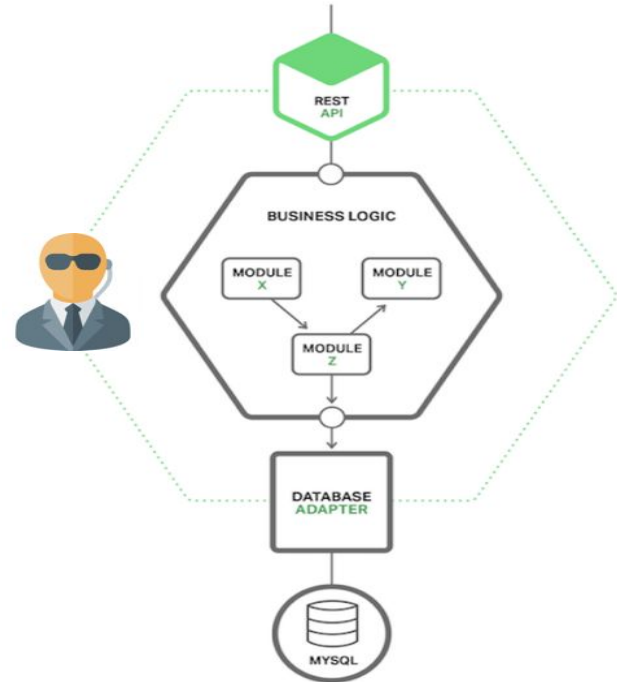 REST
API
BUSINESS LOGIC
MODULE
X
MODULE
Y
MODULE
Z
DATABASE
ADAPTER
MYSQL